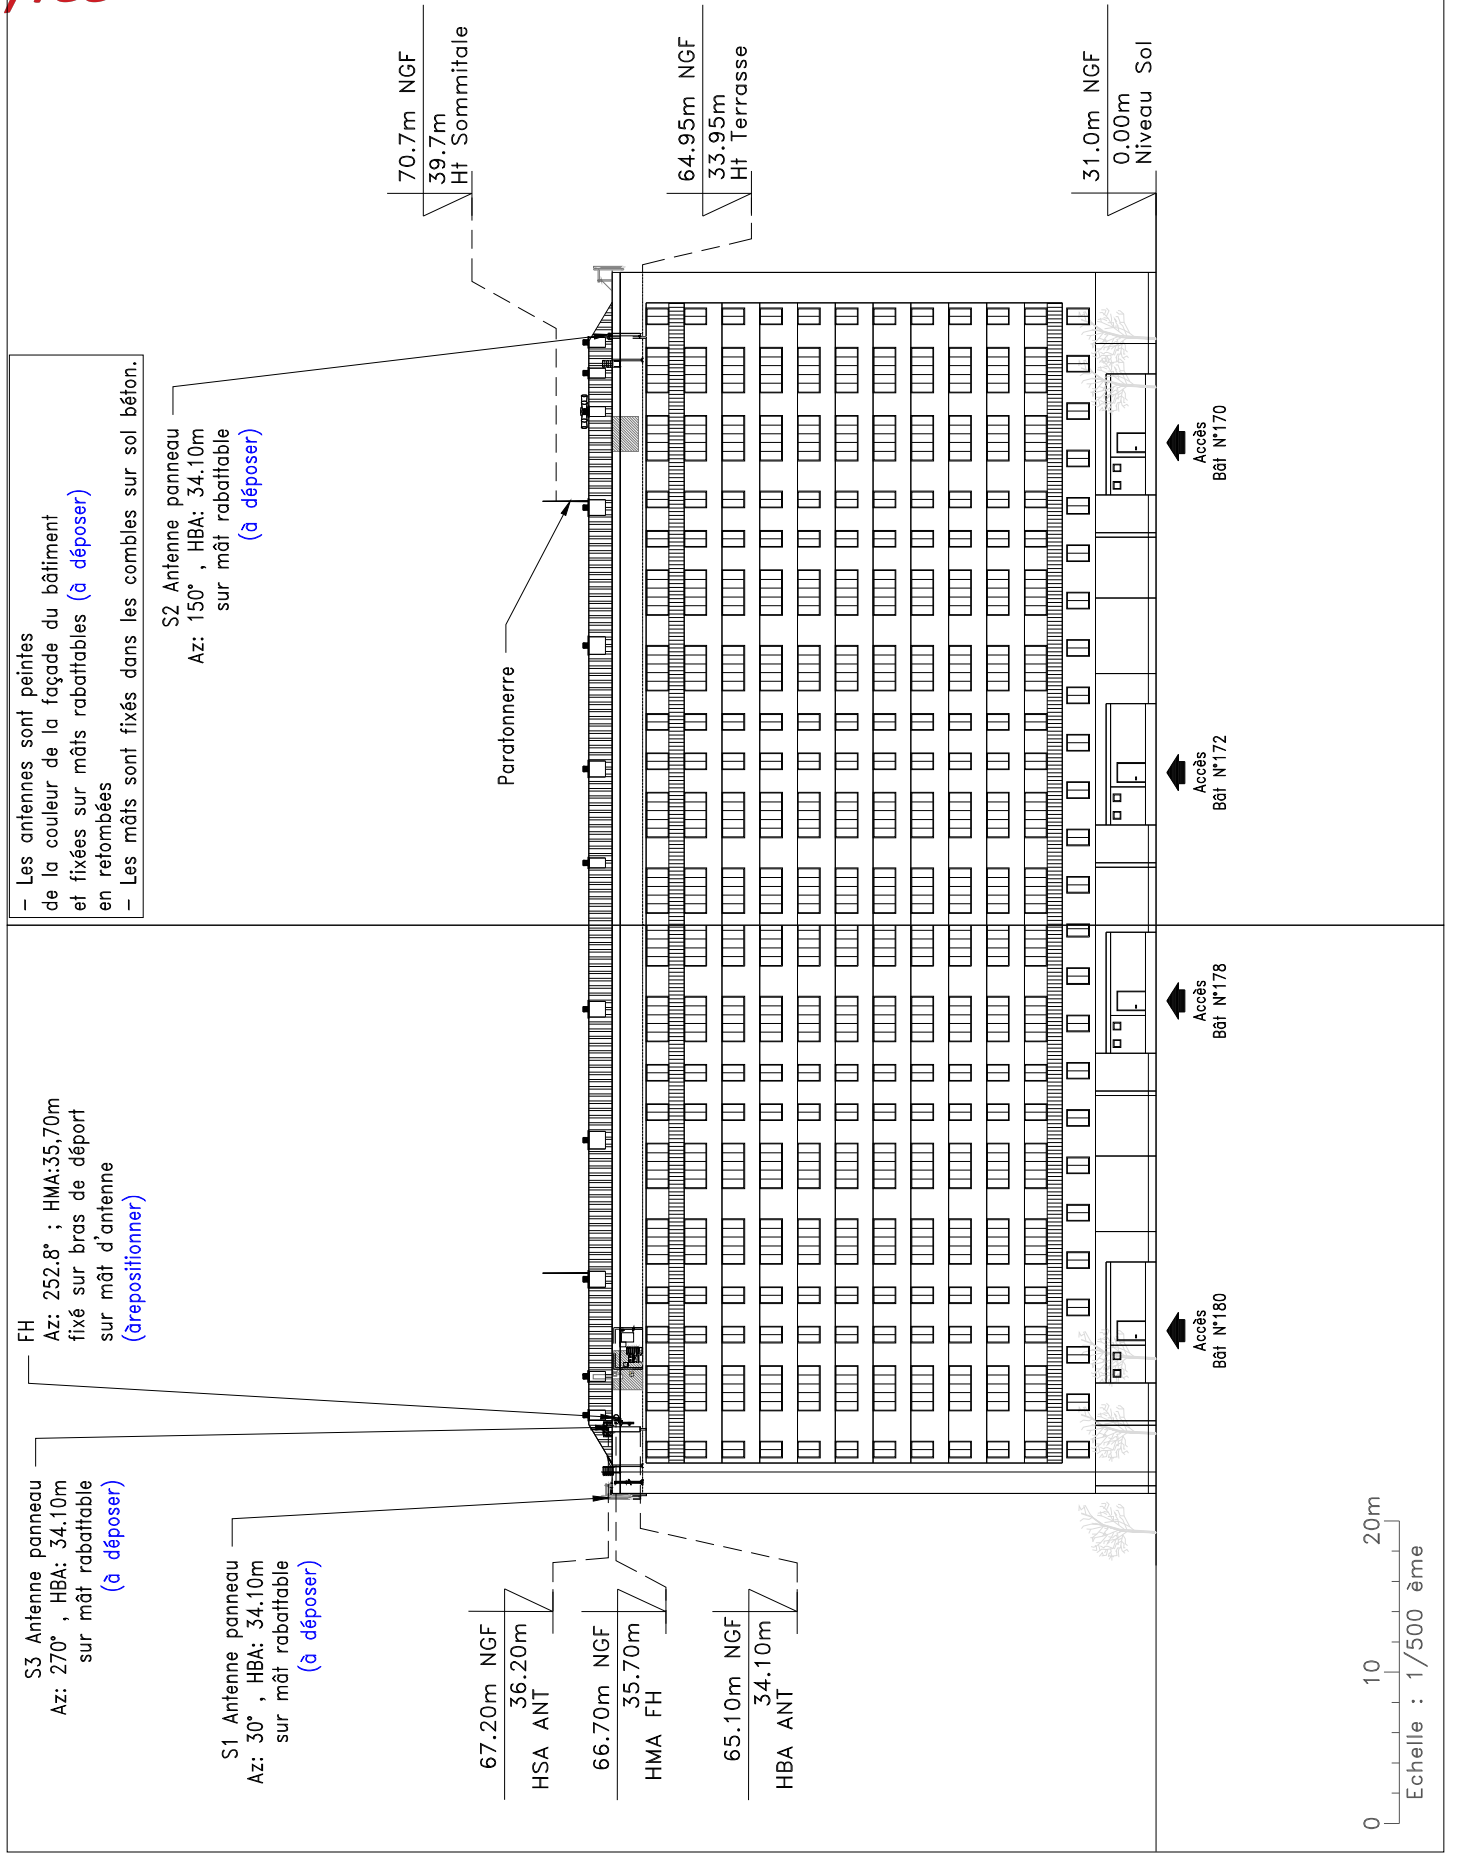 - Les antennes sont peintes
de la couleur de la façade du bâtiment
et fixées sur mâts rabattables (à déposer)
en retombées
- Les mâts sont fixés dans les combles sur sol béton.
FH
Az: 252.8° ; HMA:35,70m
fixé sur bras de déport
sur mât d'antenne
(àrepositionner)
S3 Antenne panneau
Az: 270° , HBA: 34.10m
sur mât rabattable
(à déposer)
S2 Antenne panneau
Az: 150° , HBA: 34.10m
sur mât rabattable
(à déposer)
S1 Antenne panneau
Az: 30° , HBA: 34.10m
sur mât rabattable
(à déposer)
Paratonnerre
70.7m NGF
39.7m
Ht Sommitale
64.95m NGF
33.95m
Ht Terrasse
31.0m NGF
0.00m
Niveau Sol
67.20m NGF
36.20m
HSA ANT
66.70m NGF
35.70m
HMA FH
65.10m NGF
34.10m
HBA ANT
Accès
Bât N°180
Accès
Bât N°178
Accès
Bât N°172
Accès
Bât N°170
0 10 20m
Echelle : 1/500 ème